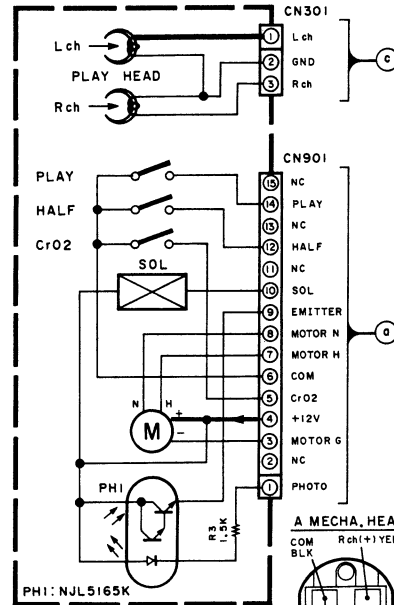 CN301
1 Lch
2 GND
3 Rch
c
Lch
PLAY HEAD
Rch
CN901
15 NC
14 PLAY
13 NC
12 HALF
11 NC
10 SOL
9 EMITTER
8 MOTOR N
7 MOTOR H
6 COM
5 CrO2
4 +12V
3 MOTOR G
2 NC
1 PHOTO
a
PLAY
HALF
CrO2
SOL
N H
M + -
PH1
R3
1.3K
PH1: NJL5165K
A MECHA, HEA
COM
BLK
Rch(+) YEL